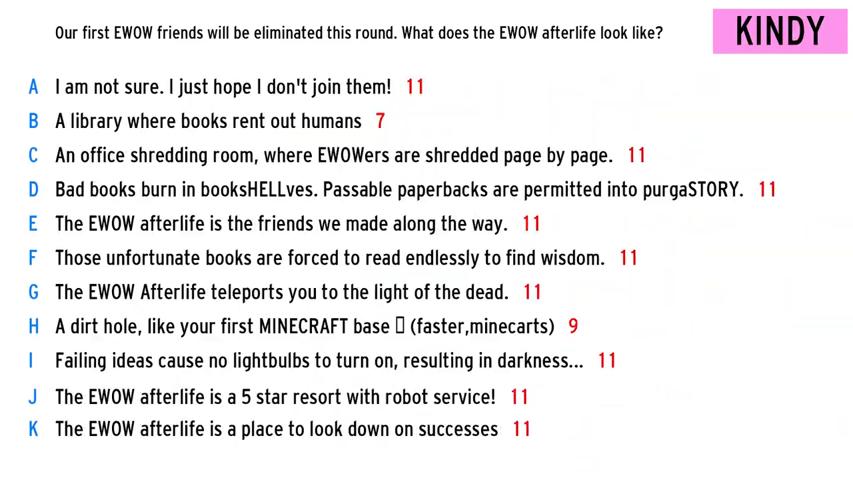 Our first EWOW friends will be eliminated this round. What does the EWOW afterlife look like?
KINDY
A I am not sure. I just hope I don't join them! 11
B A library where books rent out humans 7
C An office shredding room, where EWOWers are shredded page by page. 11
D Bad books burn in booksHELLves. Passable paperbacks are permitted into purgaSTORY. 11
E The EWOW afterlife is the friends we made along the way. 11
F Those unfortunate books are forced to read endlessly to find wisdom. 11
G The EWOW Afterlife teleports you to the light of the dead. 11
H A dirt hole, like your first MINECRAFT base ▯ (faster,minecarts) 9
I Failing ideas cause no lightbulbs to turn on, resulting in darkness... 11
J The EWOW afterlife is a 5 star resort with robot service! 11
K The EWOW afterlife is a place to look down on successes 11